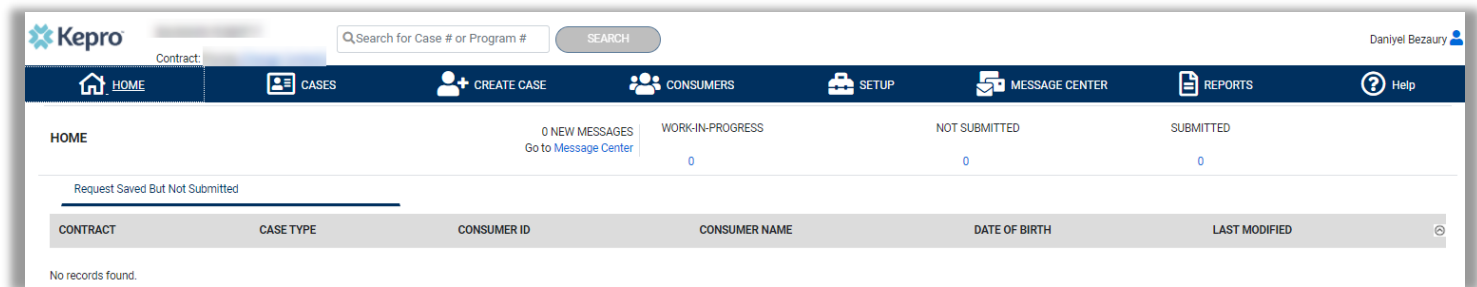 Kepro
Contract:
Search for Case # or Program #
SEARCH
Daniyel Bezaury
HOME
CASES
CREATE CASE
CONSUMERS
SETUP
MESSAGE CENTER
REPORTS
Help
HOME
0 NEW MESSAGES
Go to Message Center
WORK-IN-PROGRESS
0
NOT SUBMITTED
0
SUBMITTED
0
Request Saved But Not Submitted
CONTRACT CASE TYPE CONSUMER ID CONSUMER NAME DATE OF BIRTH LAST MODIFIED
No records found.